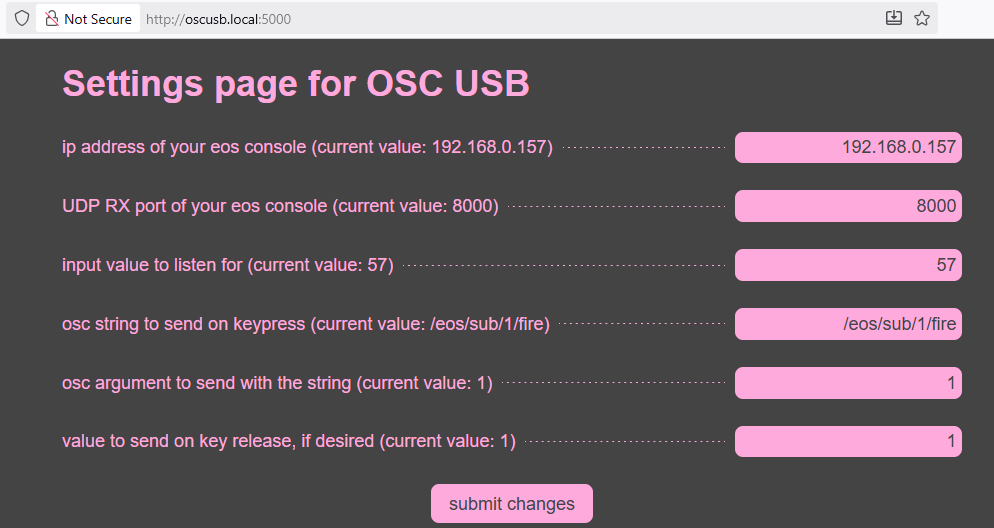 Not Secure http://oscusb.local:5000
Settings page for OSC USB
ip address of your eos console (current value: 192.168.0.157) 192.168.0.157
UDP RX port of your eos console (current value: 8000) 8000
input value to listen for (current value: 57) 57
osc string to send on keypress (current value: /eos/sub/1/fire) /eos/sub/1/fire
osc argument to send with the string (current value: 1) 1
value to send on key release, if desired (current value: 1) 1
submit changes